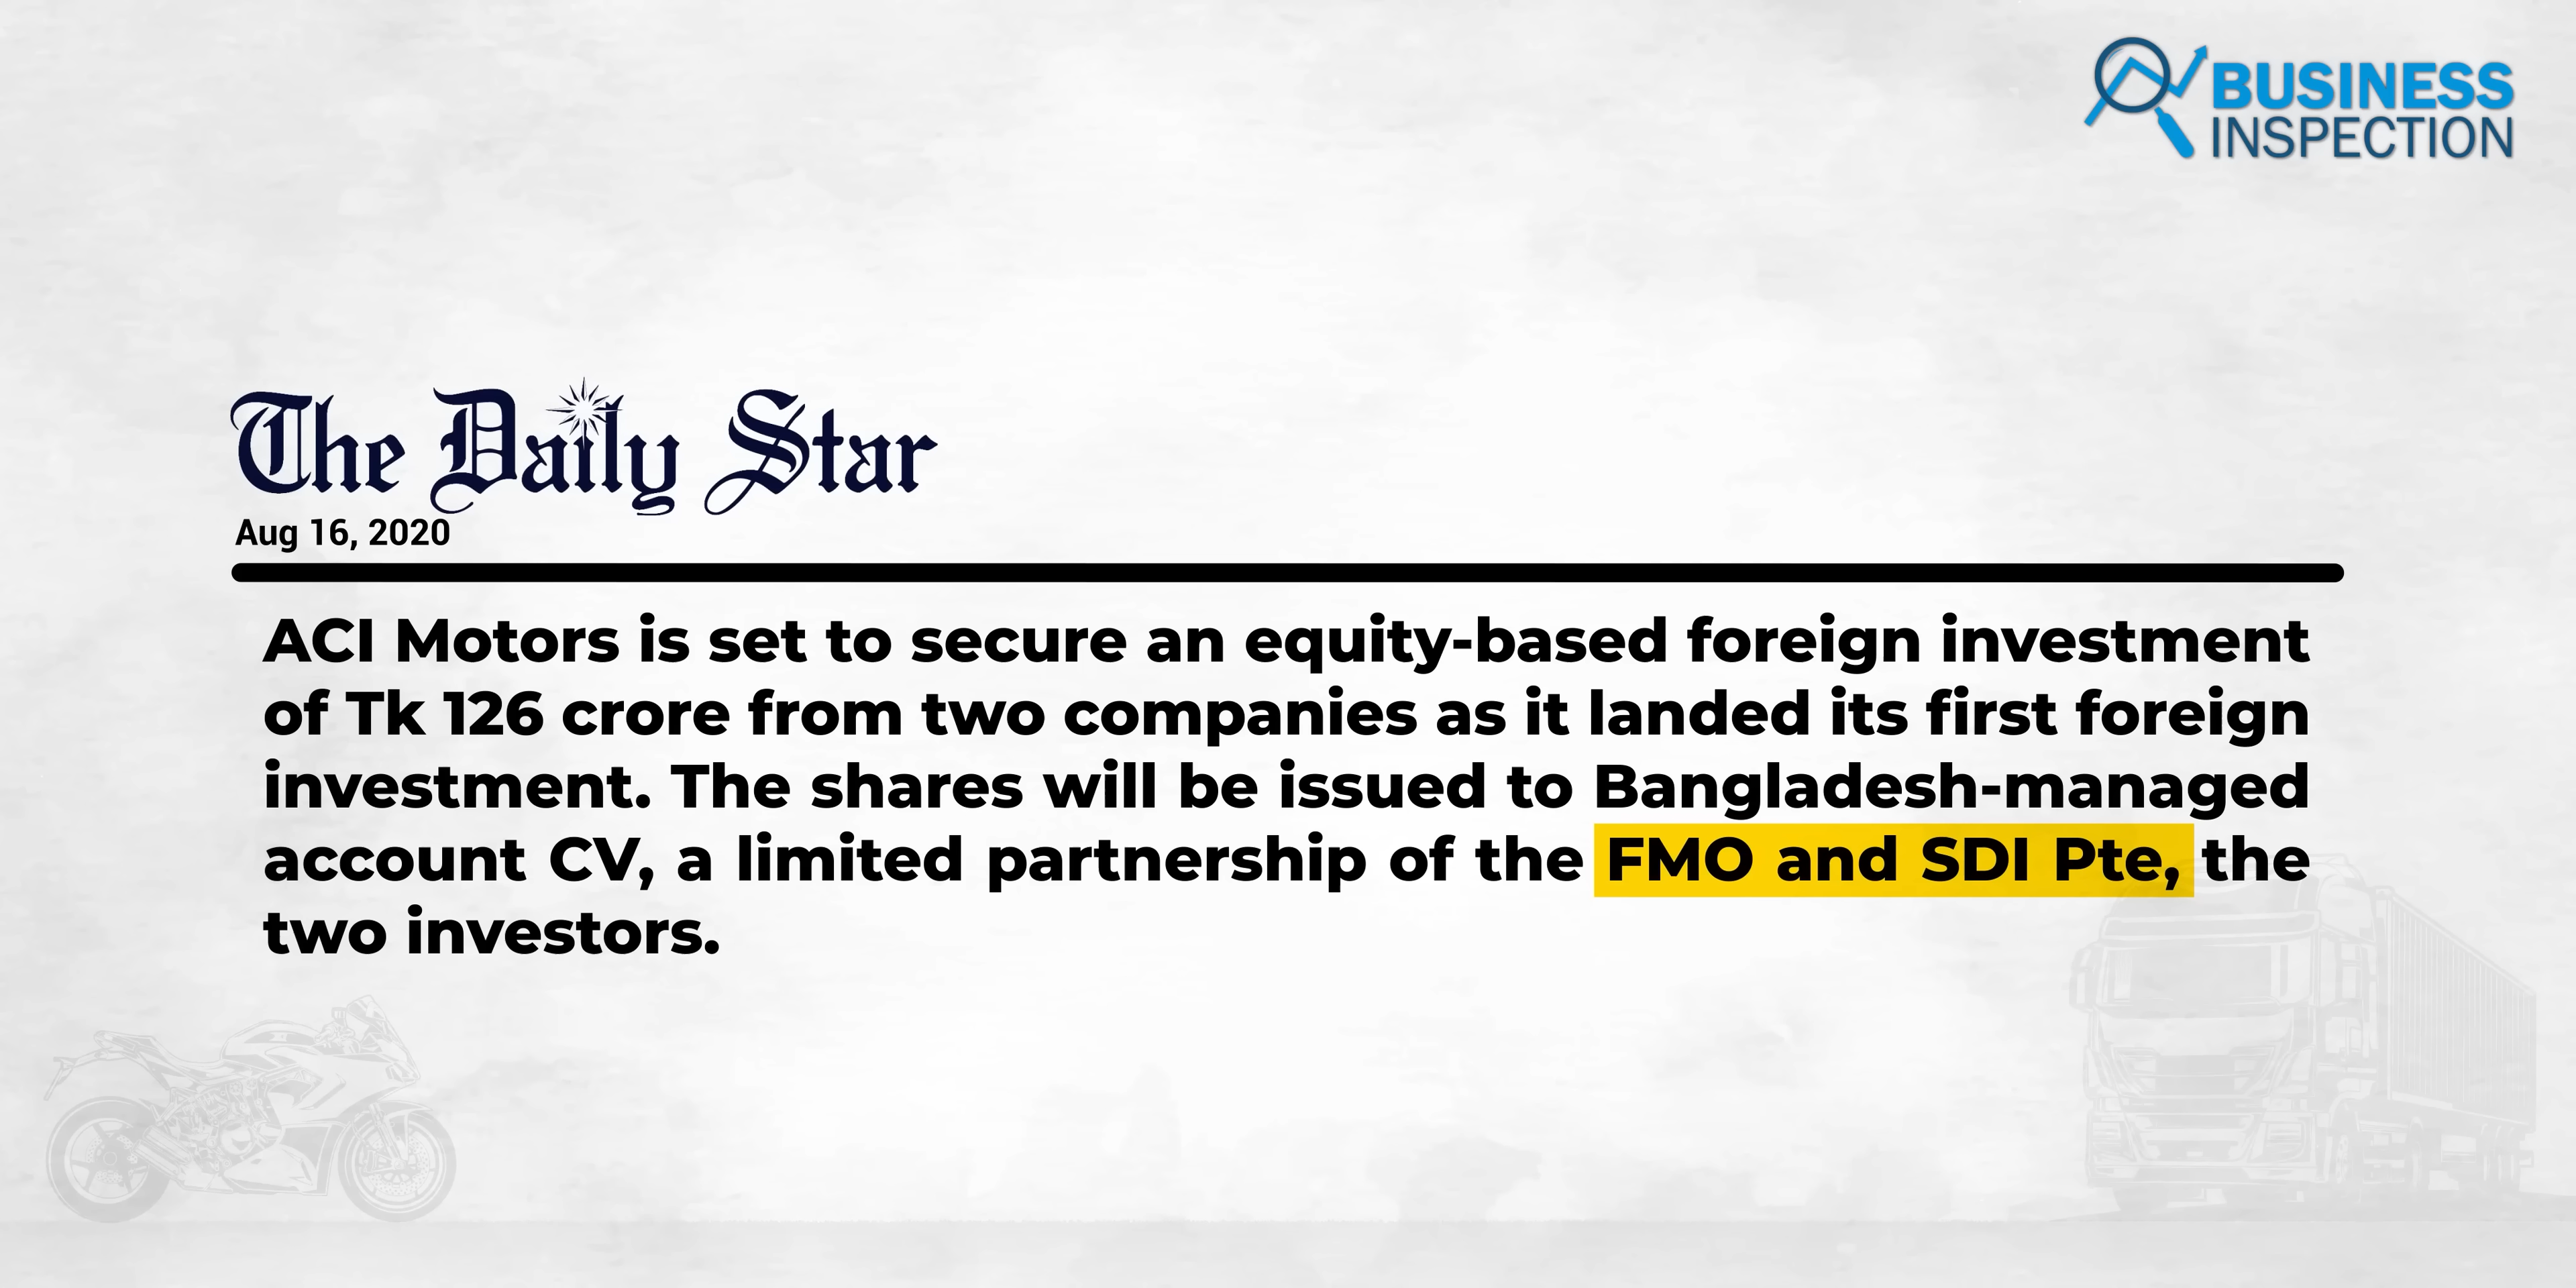 BUSINESS
INSPECTION
The Daily Star
Aug 16, 2020
ACI Motors is set to secure an equity-based foreign investment
of Tk 126 crore from two companies as it landed its first foreign
investment. The shares will be issued to Bangladesh-managed
account CV, a limited partnership of the FMO and SDI Pte, the
two investors.